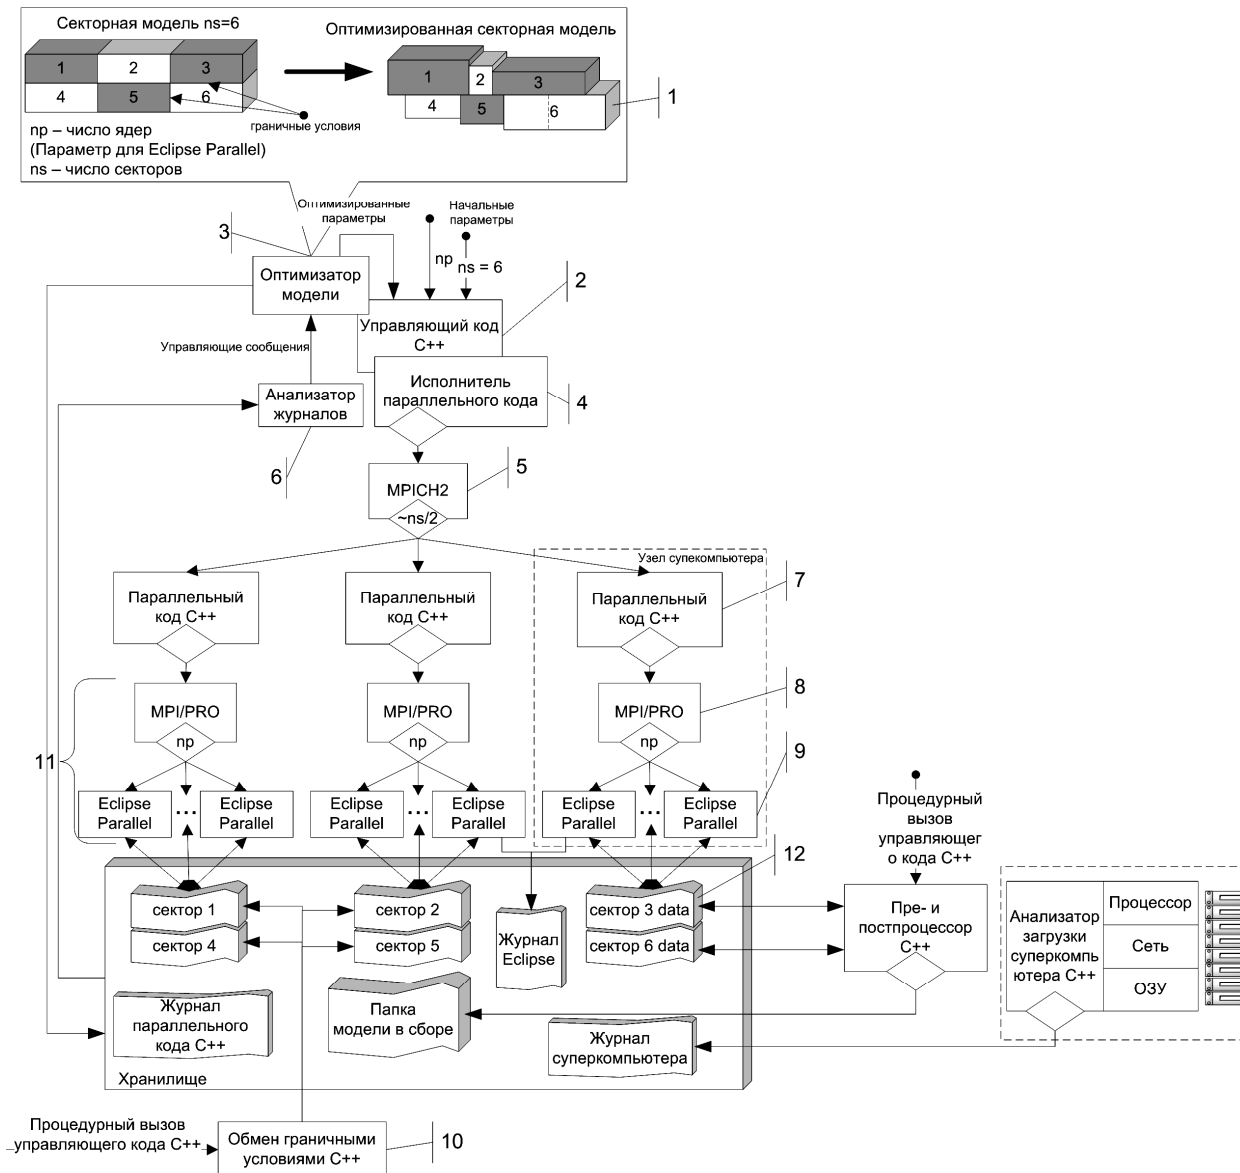 Секторная модель ns=6
Оптимизированная секторная модель
1
2
3
4
5
6
1
2
3
4
5
6
1
граничные условия
np – число ядер
(Параметр для Eclipse Parallel)
ns – число секторов
Оптимизированные
параметры
Начальные
параметры
3
np
ns = 6
Оптимизатор
модели
2
Управляющий код
C++
Управляющие сообщения
Исполнитель
параллельного кода
4
Анализатор
журналов
6
5
MPICH2
~ns/2
Узел супекомпьютера
7
Параллельный
код C++
Параллельный
код C++
Параллельный
код C++
8
MPI/PRO
MPI/PRO
MPI/PRO
np
np
np
9
11
Eclipse
Parallel
...
Eclipse
Parallel
Eclipse
Parallel
...
Eclipse
Parallel
Eclipse
Parallel
...
Eclipse
Parallel
Процедурный
вызов
управляющег
о кода C++
12
сектор 1
сектор 2
сектор 3 data
сектор 4
сектор 5
сектор 6 data
Журнал
Eclipse
Пре- и
постпроцессор
C++
Анализатор
загрузки
суперкомпь
ютера C++
Процессор
Сеть
ОЗУ
Журнал
параллельного
кода C++
Папка
модели в сборе
Журнал
суперкомпьютера
Хранилище
Процедурный вызов
управляющего кода C++
Обмен граничными
условиями C++
10